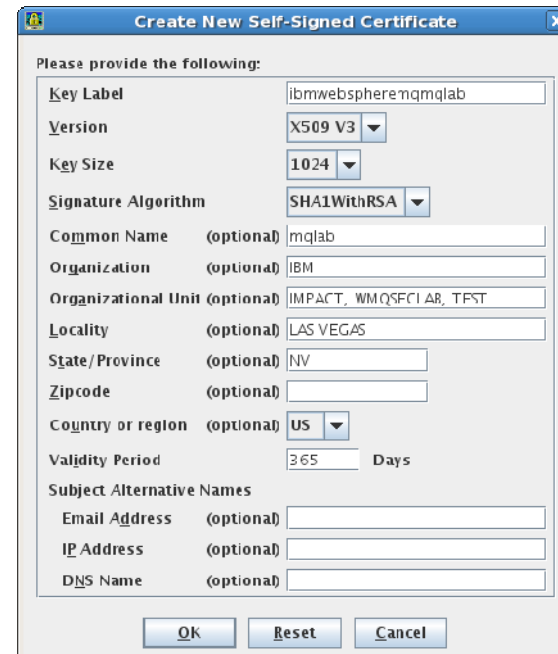 Create New Self-Signed Certificate
Please provide the following:
Key Label ibmwebspheremqmqlab
Version X509 V3
Key Size 1024
Signature Algorithm SHA1WithRSA
Common Name (optional) mqlab
Organization (optional) IBM
Organizational Unit (optional) IMPACT, WMQSECLAB, TEST
Locality (optional) LAS VEGAS
State/Province (optional) NV
Zipcode (optional)
Country or region (optional) US
Validity Period 365 Days
Subject Alternative Names
Email Address (optional)
IP Address (optional)
DNS Name (optional)
OK Reset Cancel